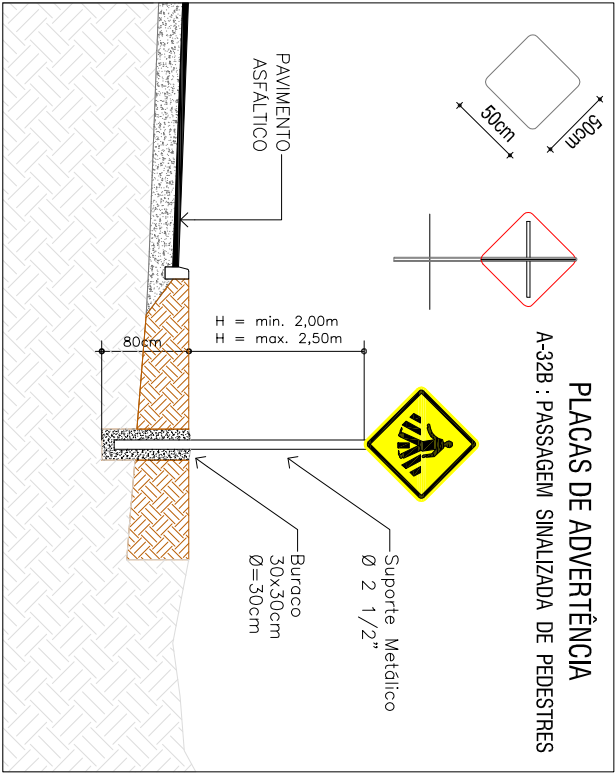 PLACAS DE ADVERTÊNCIA
A-32B : PASSAGEM SINALIZADA DE PEDESTRES
50cm
50cm
PAVIMENTO
ASFÁLTICO
H = min. 2,00m
H = max. 2,50m
80cm
Suporte Metálico
Ø 2 1/2"
Buraco
30x30cm
Ø=30cm